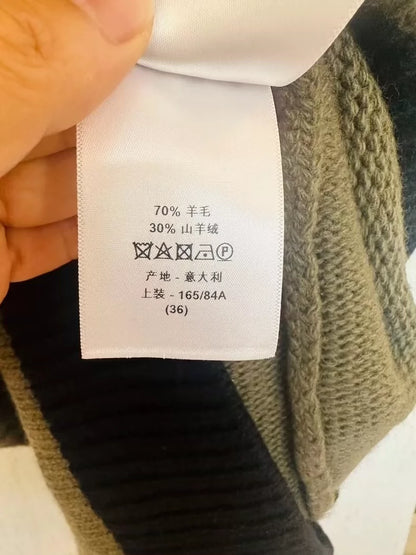 70% 羊毛
30% 山羊绒
P
产地 - 意大利
上装 - 165/84A
(36)